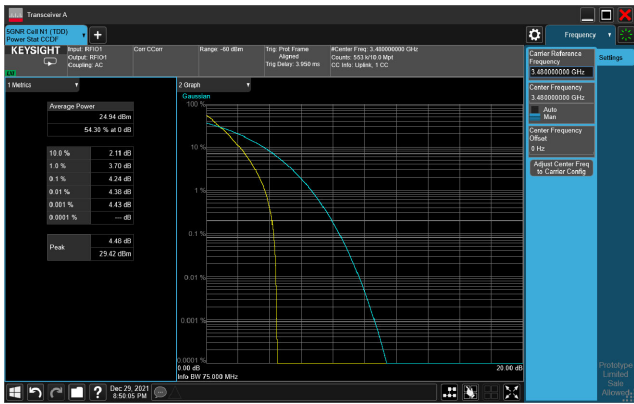 Transceiver A
5GNR Cell N1 (TDD)
Power Stat CCDF
Frequency
KEYSIGHT
Input: RFIO1
Output: RFIO1
Coupling: AC
Corr CCorr
Range: -60 dBm
Trig: Prot Frame
Aligned
Trig Delay: 3.950 ms
#Center Freq: 3.480000000 GHz
Counts: 553 k/10.0 Mpt
CC Info: Uplink, 1 CC
1 Metrics
2 Graph
Gaussian
Average Power
24.94 dBm
54.30 % at 0 dB
10.0 % 2.11 dB
1.0 % 3.70 dB
0.1 % 4.24 dB
0.01 % 4.38 dB
0.001 % 4.43 dB
0.0001 % --- dB
Peak
4.48 dB
29.42 dBm
100 %
10 %
1 %
0.1 %
0.01 %
0.001 %
0.0001 %
0.00 dB
20.00 dB
Info BW 75.000 MHz
Carrier Reference
Frequency
3.480000000 GHz
Center Frequency
3.480000000 GHz
Auto
Man
Center Frequency
Offset
0 Hz
Adjust Center Freq
to Carrier Config
Settings
Prototype
Limited
Sale
Allowed
Dec 29, 2021
8:50:05 PM